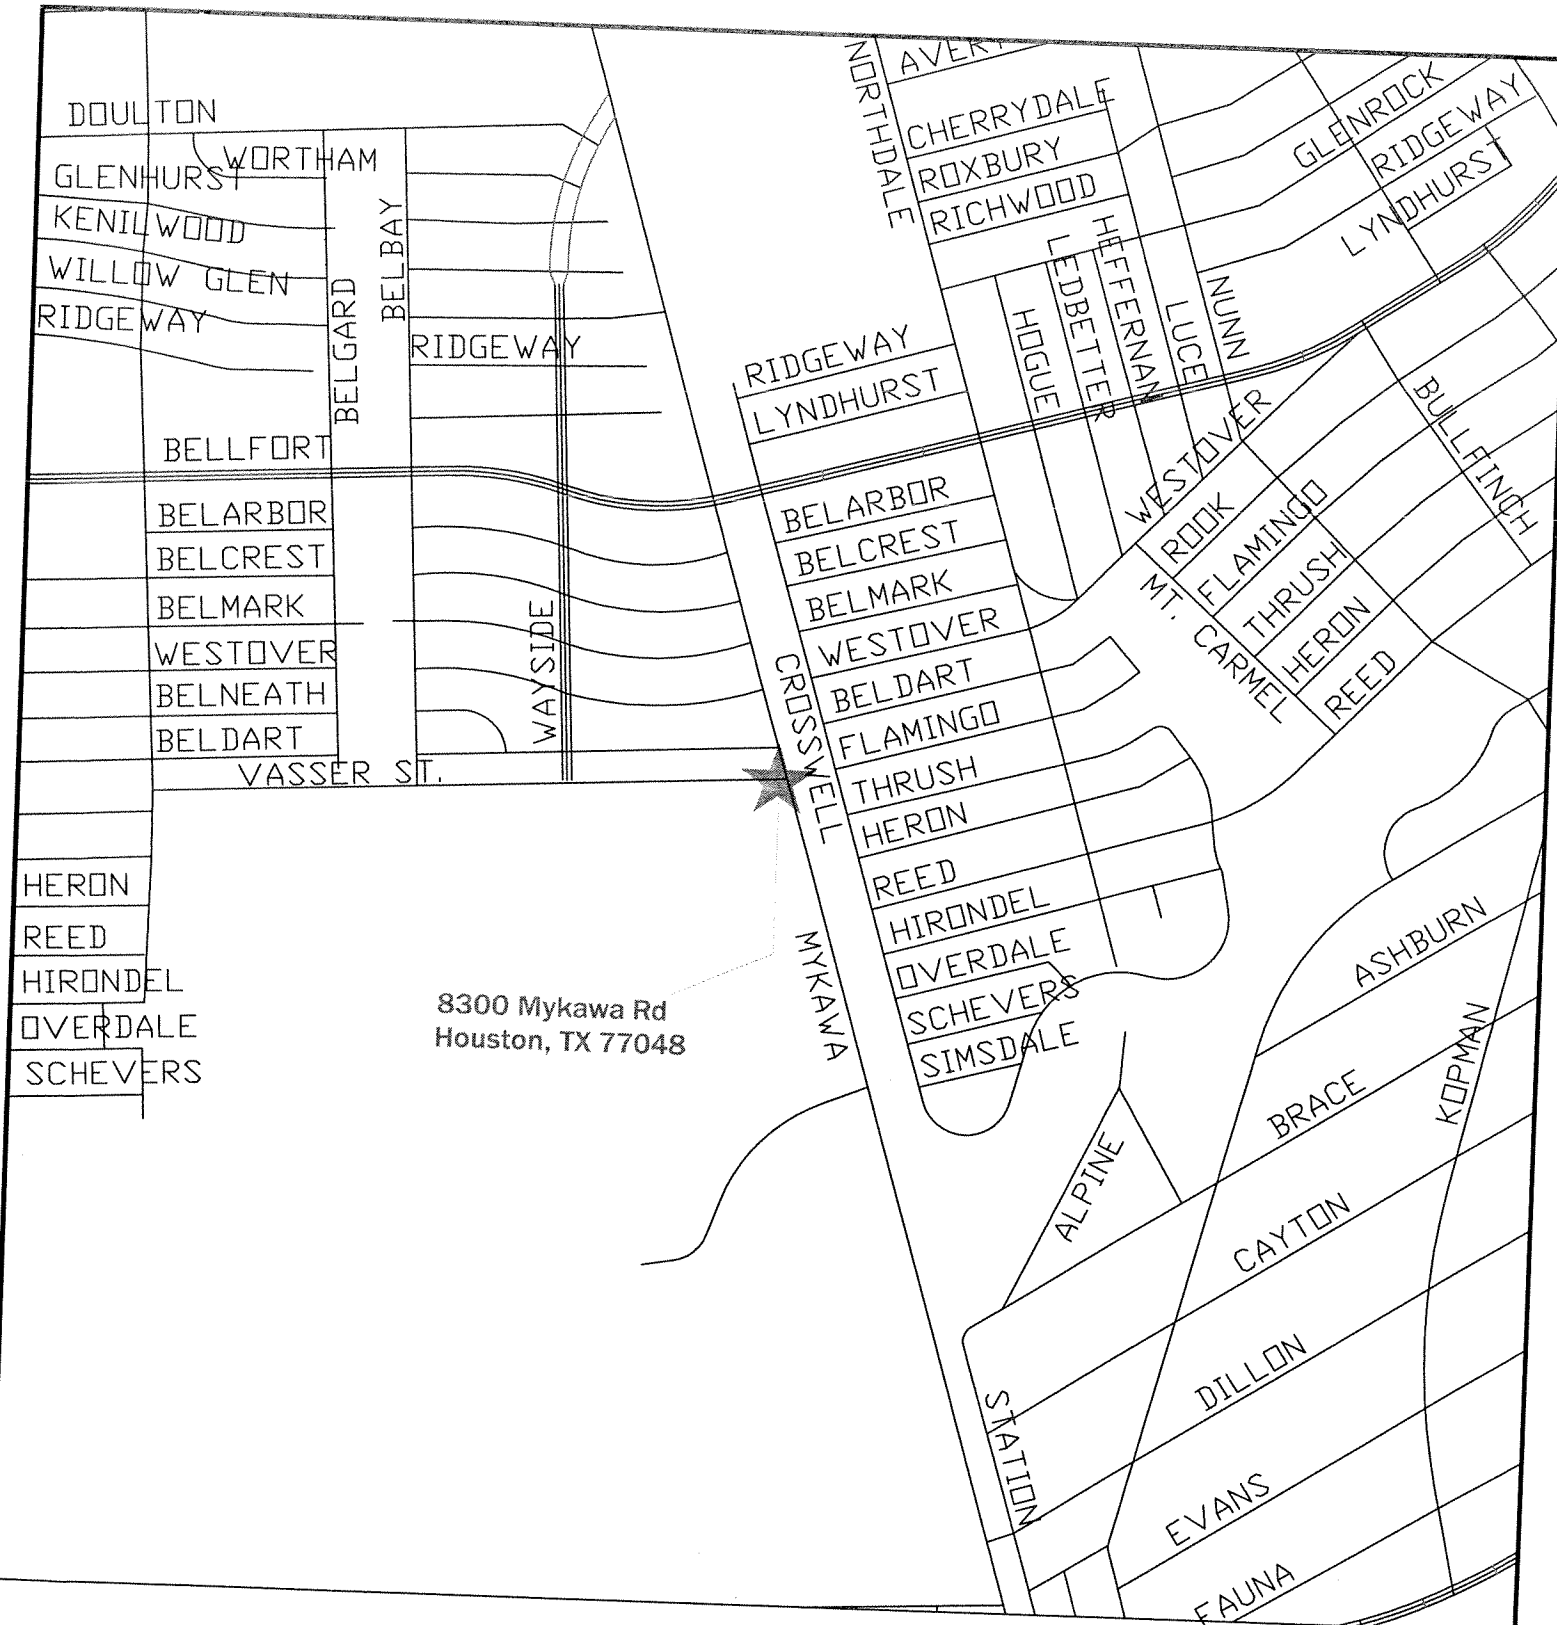 DOULTON
WORTHAM
GLENHURST
KENILWOOD
WILLOW GLEN
RIDGEWAY
BELGARD
BELBAY
RIDGEWAY
BELLFORT
BELARBOR
BELCREST
BELMARK
WESTOVER
BELNEATH
BELDART
VASSER ST.
WAYSIDE
HERON
REED
HIRONDEL
OVERDALE
SCHEVERS
8300 Mykawa Rd
Houston, TX 77048
NORTHDALE
AVERY
CHERRYDALE
ROXBURY
RICHWOOD
HOGUE
LEDBETTER
HEFFERNAN
LUCE
NUNN
GLENROCK
RIDGEWAY
LYNDHURST
RIDGEWAY
LYNDHURST
BELARBOR
BELCREST
BELMARK
WESTOVER
BELDART
FLAMINGO
THRUSH
HERON
REED
HIRONDEL
OVERDALE
SCHEVERS
SIMSDALE
CROSSWELL
MYKAWA
WESTOVER
ROOK
FLAMINGO
THRUSH
HERON
REED
MT. CARMEL
BULLFINCH
ASHBURN
KOPMAN
BRACE
ALPINE
CAYTON
DILLON
STATION
EVANS
FAUNA